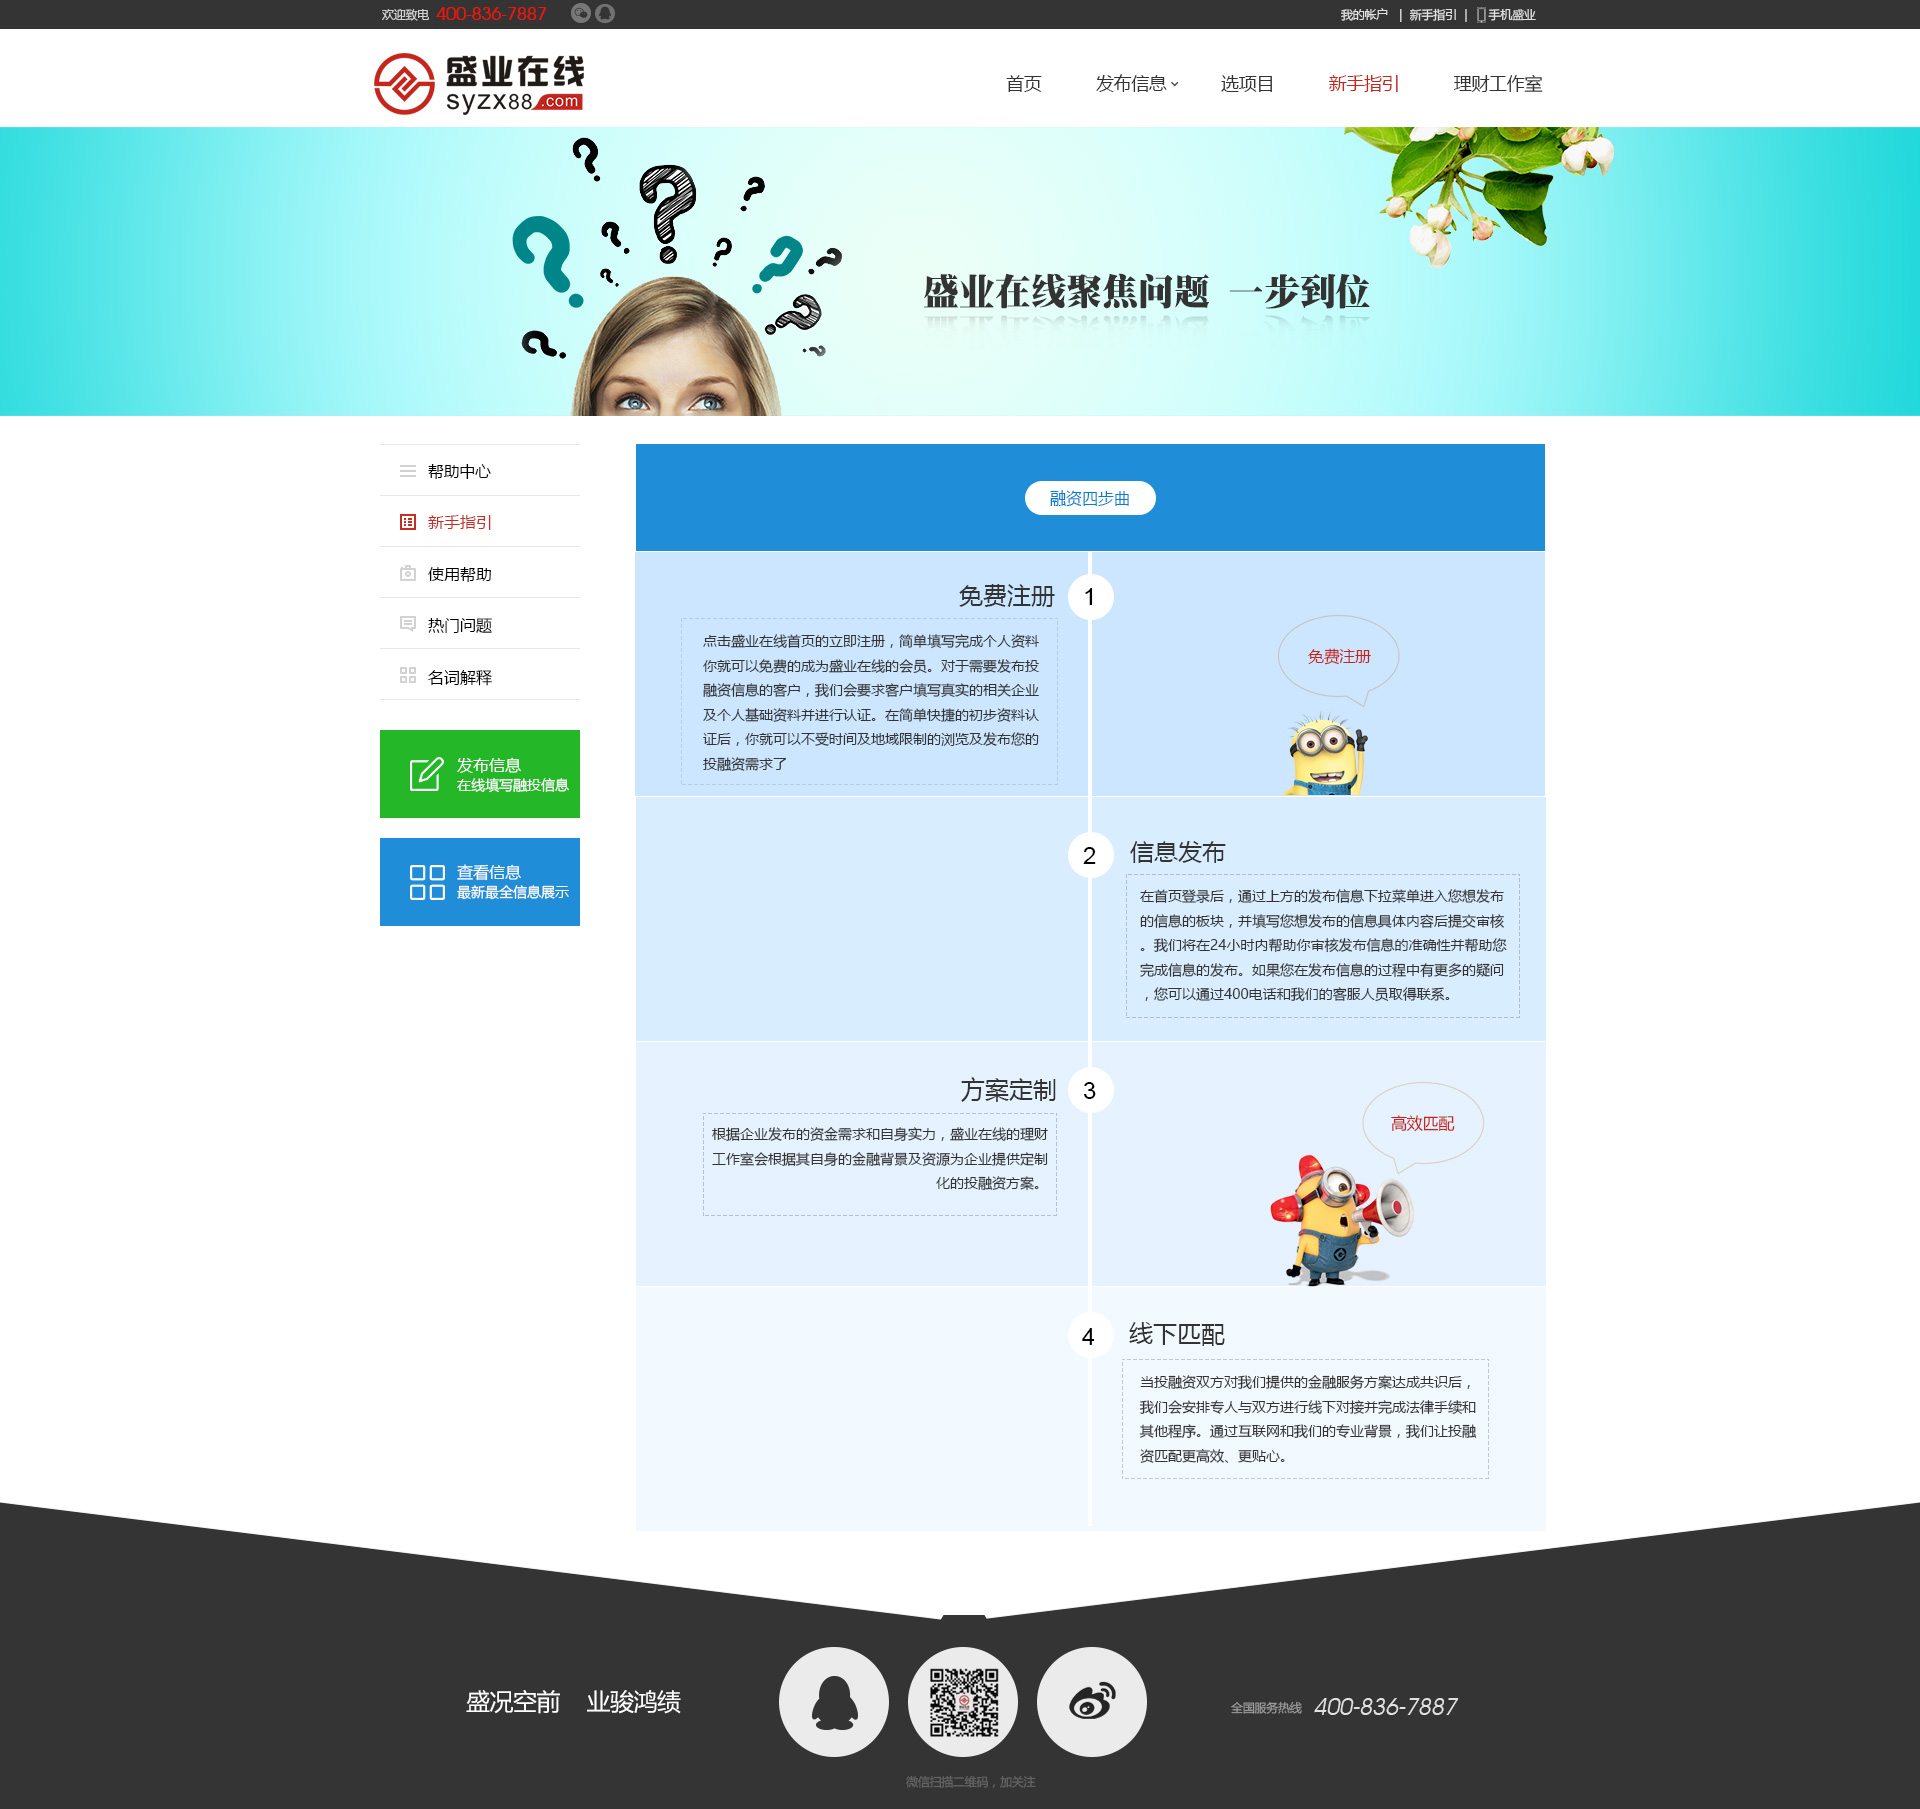 欢迎致电 400-836-7887
我的帐户 | 新手指引 | 手机盛业
盛业在线
syzx88.com
首页 发布信息 选项目 新手指引 理财工作室
盛业在线聚焦问题 一步到位
帮助中心
新手指引
使用帮助
热门问题
名词解释
发布信息
在线填写融投信息
查看信息
最新最全信息展示
融资四步曲
免费注册
1
点击盛业在线首页的立即注册，简单填写完成个人资料
你就可以免费的成为盛业在线的会员。对于需要发布投
融资信息的客户，我们会要求客户填写真实的相关企业
及个人基础资料并进行认证。在简单快捷的初步资料认
证后，你就可以不受时间及地域限制的浏览及发布您的
投融资需求了
免费注册
2
信息发布
在首页登录后，通过上方的发布信息下拉菜单进入您想发布
的信息的板块，并填写您想发布的信息具体内容后提交审核
。我们将在24小时内帮助你审核发布信息的准确性并帮助您
完成信息的发布。如果您在发布信息的过程中有更多的疑问
，您可以通过400电话和我们的客服人员取得联系。
方案定制
3
根据企业发布的资金需求和自身实力，盛业在线的理财
工作室会根据其自身的金融背景及资源为企业提供定制
化的投融资方案。
高效匹配
4
线下匹配
当投融资双方对我们提供的金融服务方案达成共识后，
我们会安排专人与双方进行线下对接并完成法律手续和
其他程序。通过互联网和我们的专业背景，我们让投融
资匹配更高效、更贴心。
盛况空前 业骏鸿绩
全国服务热线 400-836-7887
微信扫描二维码，加关注